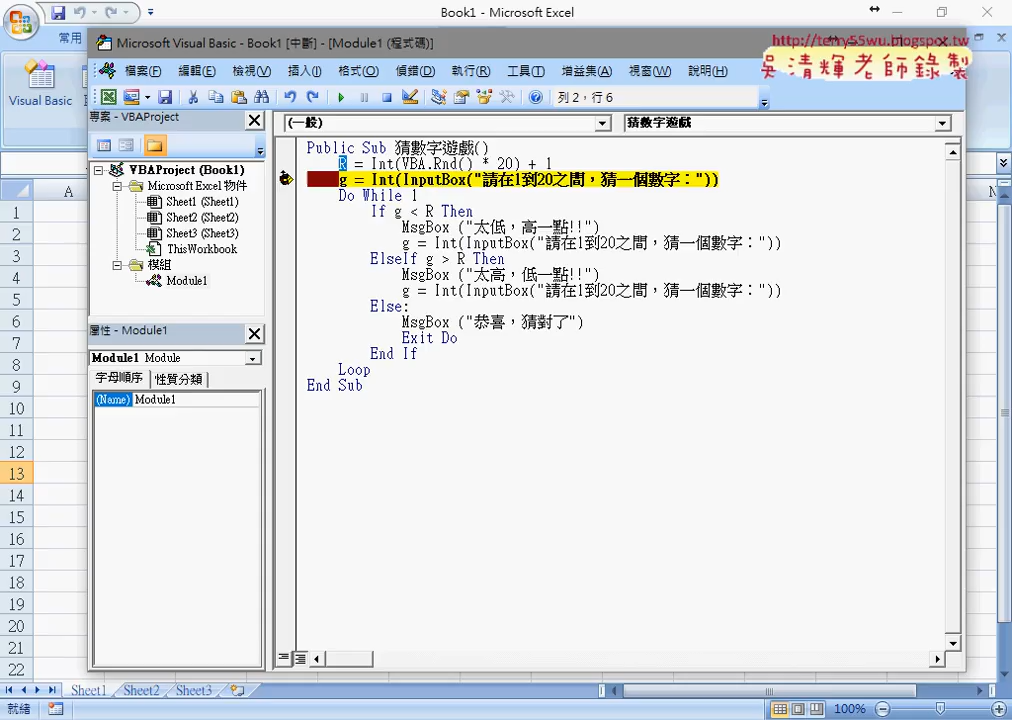 Book1 - Microsoft Excel
http://terry55wu.blogspot.tw
吳清輝老師錄製
常用
Visual Basic
Microsoft Visual Basic - Book1 [中斷] - [Module1 (程式碼)]
檔案(F) 編輯(E) 檢視(V) 插入(I) 格式(O) 偵錯(D) 執行(R) 工具(T) 增益集(A) 視窗(W) 說明(H)
列 2，行 6
專案 - VBAProject
VBAProject (Book1)
Microsoft Excel 物件
Sheet1 (Sheet1)
Sheet2 (Sheet2)
Sheet3 (Sheet3)
ThisWorkbook
模組
Module1
屬性 - Module1
Module1 Module
字母順序 性質分類
(Name) Module1
(一般) 猜數字遊戲
Public Sub 猜數字遊戲()
R = Int(VBA.Rnd() * 20) + 1
g = Int(InputBox("請在1到20之間，猜一個數字："))
Do While 1
If g < R Then
MsgBox ("太低，高一點!!")
g = Int(InputBox("請在1到20之間，猜一個數字："))
ElseIf g > R Then
MsgBox ("太高，低一點!!")
g = Int(InputBox("請在1到20之間，猜一個數字："))
Else:
MsgBox ("恭喜，猜對了")
Exit Do
End If
Loop
End Sub
A N
1
2
3
4
5
6
7
8
9
10
11
12
13
14
15
16
17
18
19
20
21
22
Sheet1 Sheet2 Sheet3
就緒
100%